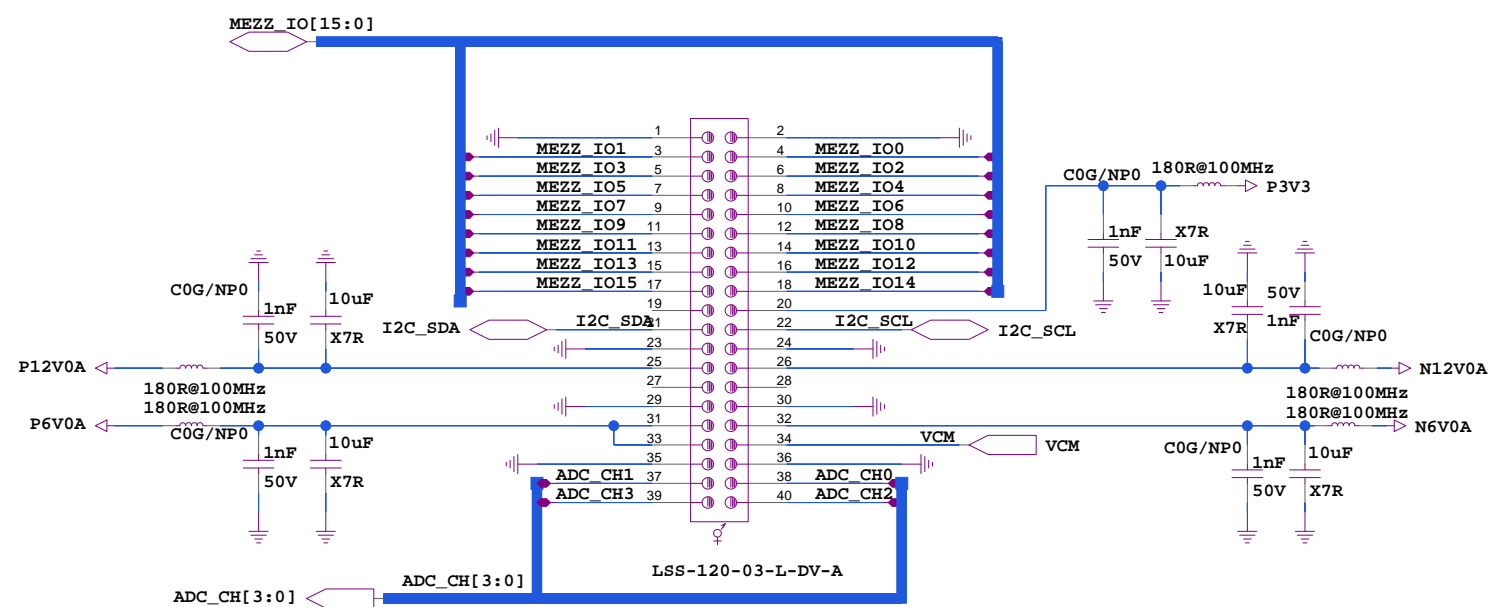 MEZZ_IO[15:0]
1 2
MEZZ_IO1 3 4 MEZZ_IO0
MEZZ_IO3 5 6 MEZZ_IO2
MEZZ_IO5 7 8 MEZZ_IO4
MEZZ_IO7 9 10 MEZZ_IO6
MEZZ_IO9 11 12 MEZZ_IO8
MEZZ_IO11 13 14 MEZZ_IO10
MEZZ_IO13 15 16 MEZZ_IO12
MEZZ_IO15 17 18 MEZZ_IO14
19 20
I2C_SDA I2C_SDA 21 22 I2C_SCL I2C_SCL
23 24
25 26
27 28
29 30
31 32
33 34 VCM VCM
35 36
ADC_CH1 37 38 ADC_CH0
ADC_CH3 39 40 ADC_CH2
LSS-120-03-L-DV-A
ADC_CH[3:0]
ADC_CH[3:0]
C0G/NP0 180R@100MHz
P3V3
1nF X7R
50V 10uF
C0G/NP0 10uF
1nF
50V X7R
P12V0A
180R@100MHz
180R@100MHz
P6V0A
C0G/NP0 10uF
1nF
50V X7R
10uF 50V
X7R 1nF
C0G/NP0
N12V0A
180R@100MHz
180R@100MHz
N6V0A
C0G/NP0 10uF
1nF
50V X7R